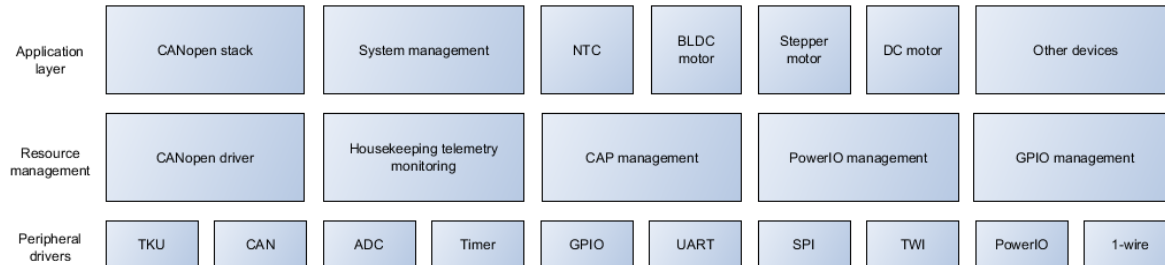 Application
layer
CANopen stack
System management
NTC
BLDC
motor
Stepper
motor
DC motor
Other devices
Resource
management
CANopen driver
Housekeeping telemetry
monitoring
CAP management
PowerIO management
GPIO management
Peripheral
drivers
TKU
CAN
ADC
Timer
GPIO
UART
SPI
TWI
PowerIO
1-wire